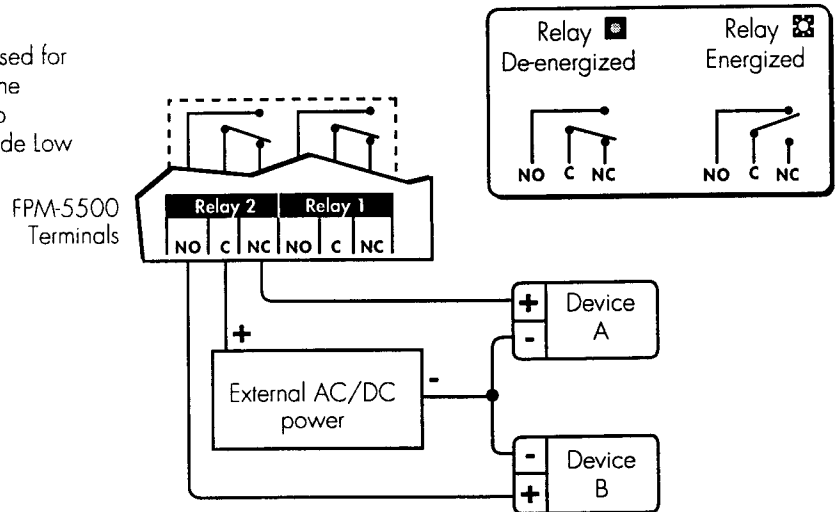 sed for
ne
o
de Low
Relay
De-energized
Relay
Energized
NO C NC
NO C NC
FPM-5500
Terminals
Relay 2 Relay 1
NO C NC NO C NC
+
External AC/DC
power
-
+
-
Device
A
-
+
Device
B